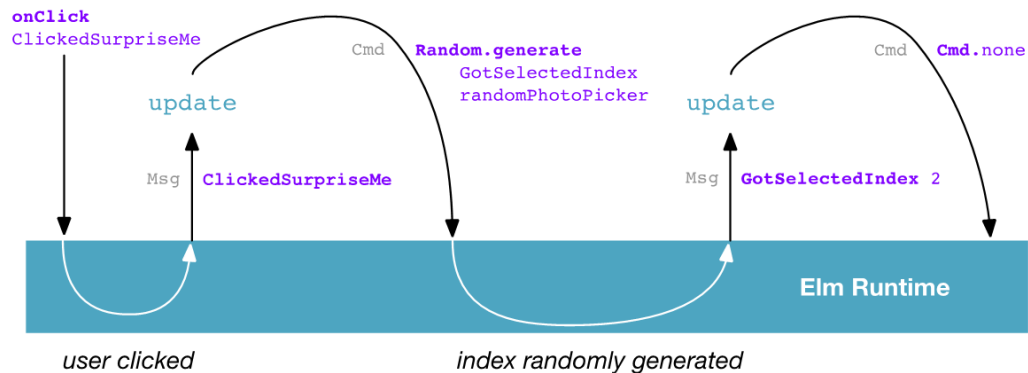 onClick
ClickedSurpriseMe
Cmd Random.generate
GotSelectedIndex
randomPhotoPicker
Cmd Cmd.none
update
update
Msg ClickedSurpriseMe
Msg GotSelectedIndex 2
Elm Runtime
user clicked
index randomly generated